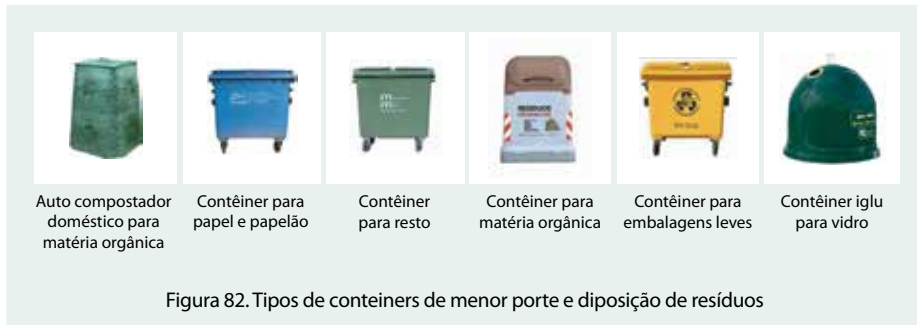 RESIDUOS
Auto compostador
doméstico para
matéria orgânica
Contêiner para
papel e papelão
Contêiner
para resto
Contêiner para
matéria orgânica
Contêiner para
embalagens leves
Contêiner iglu
para vidro
Figura 82. Tipos de conteiners de menor porte e diposição de resíduos